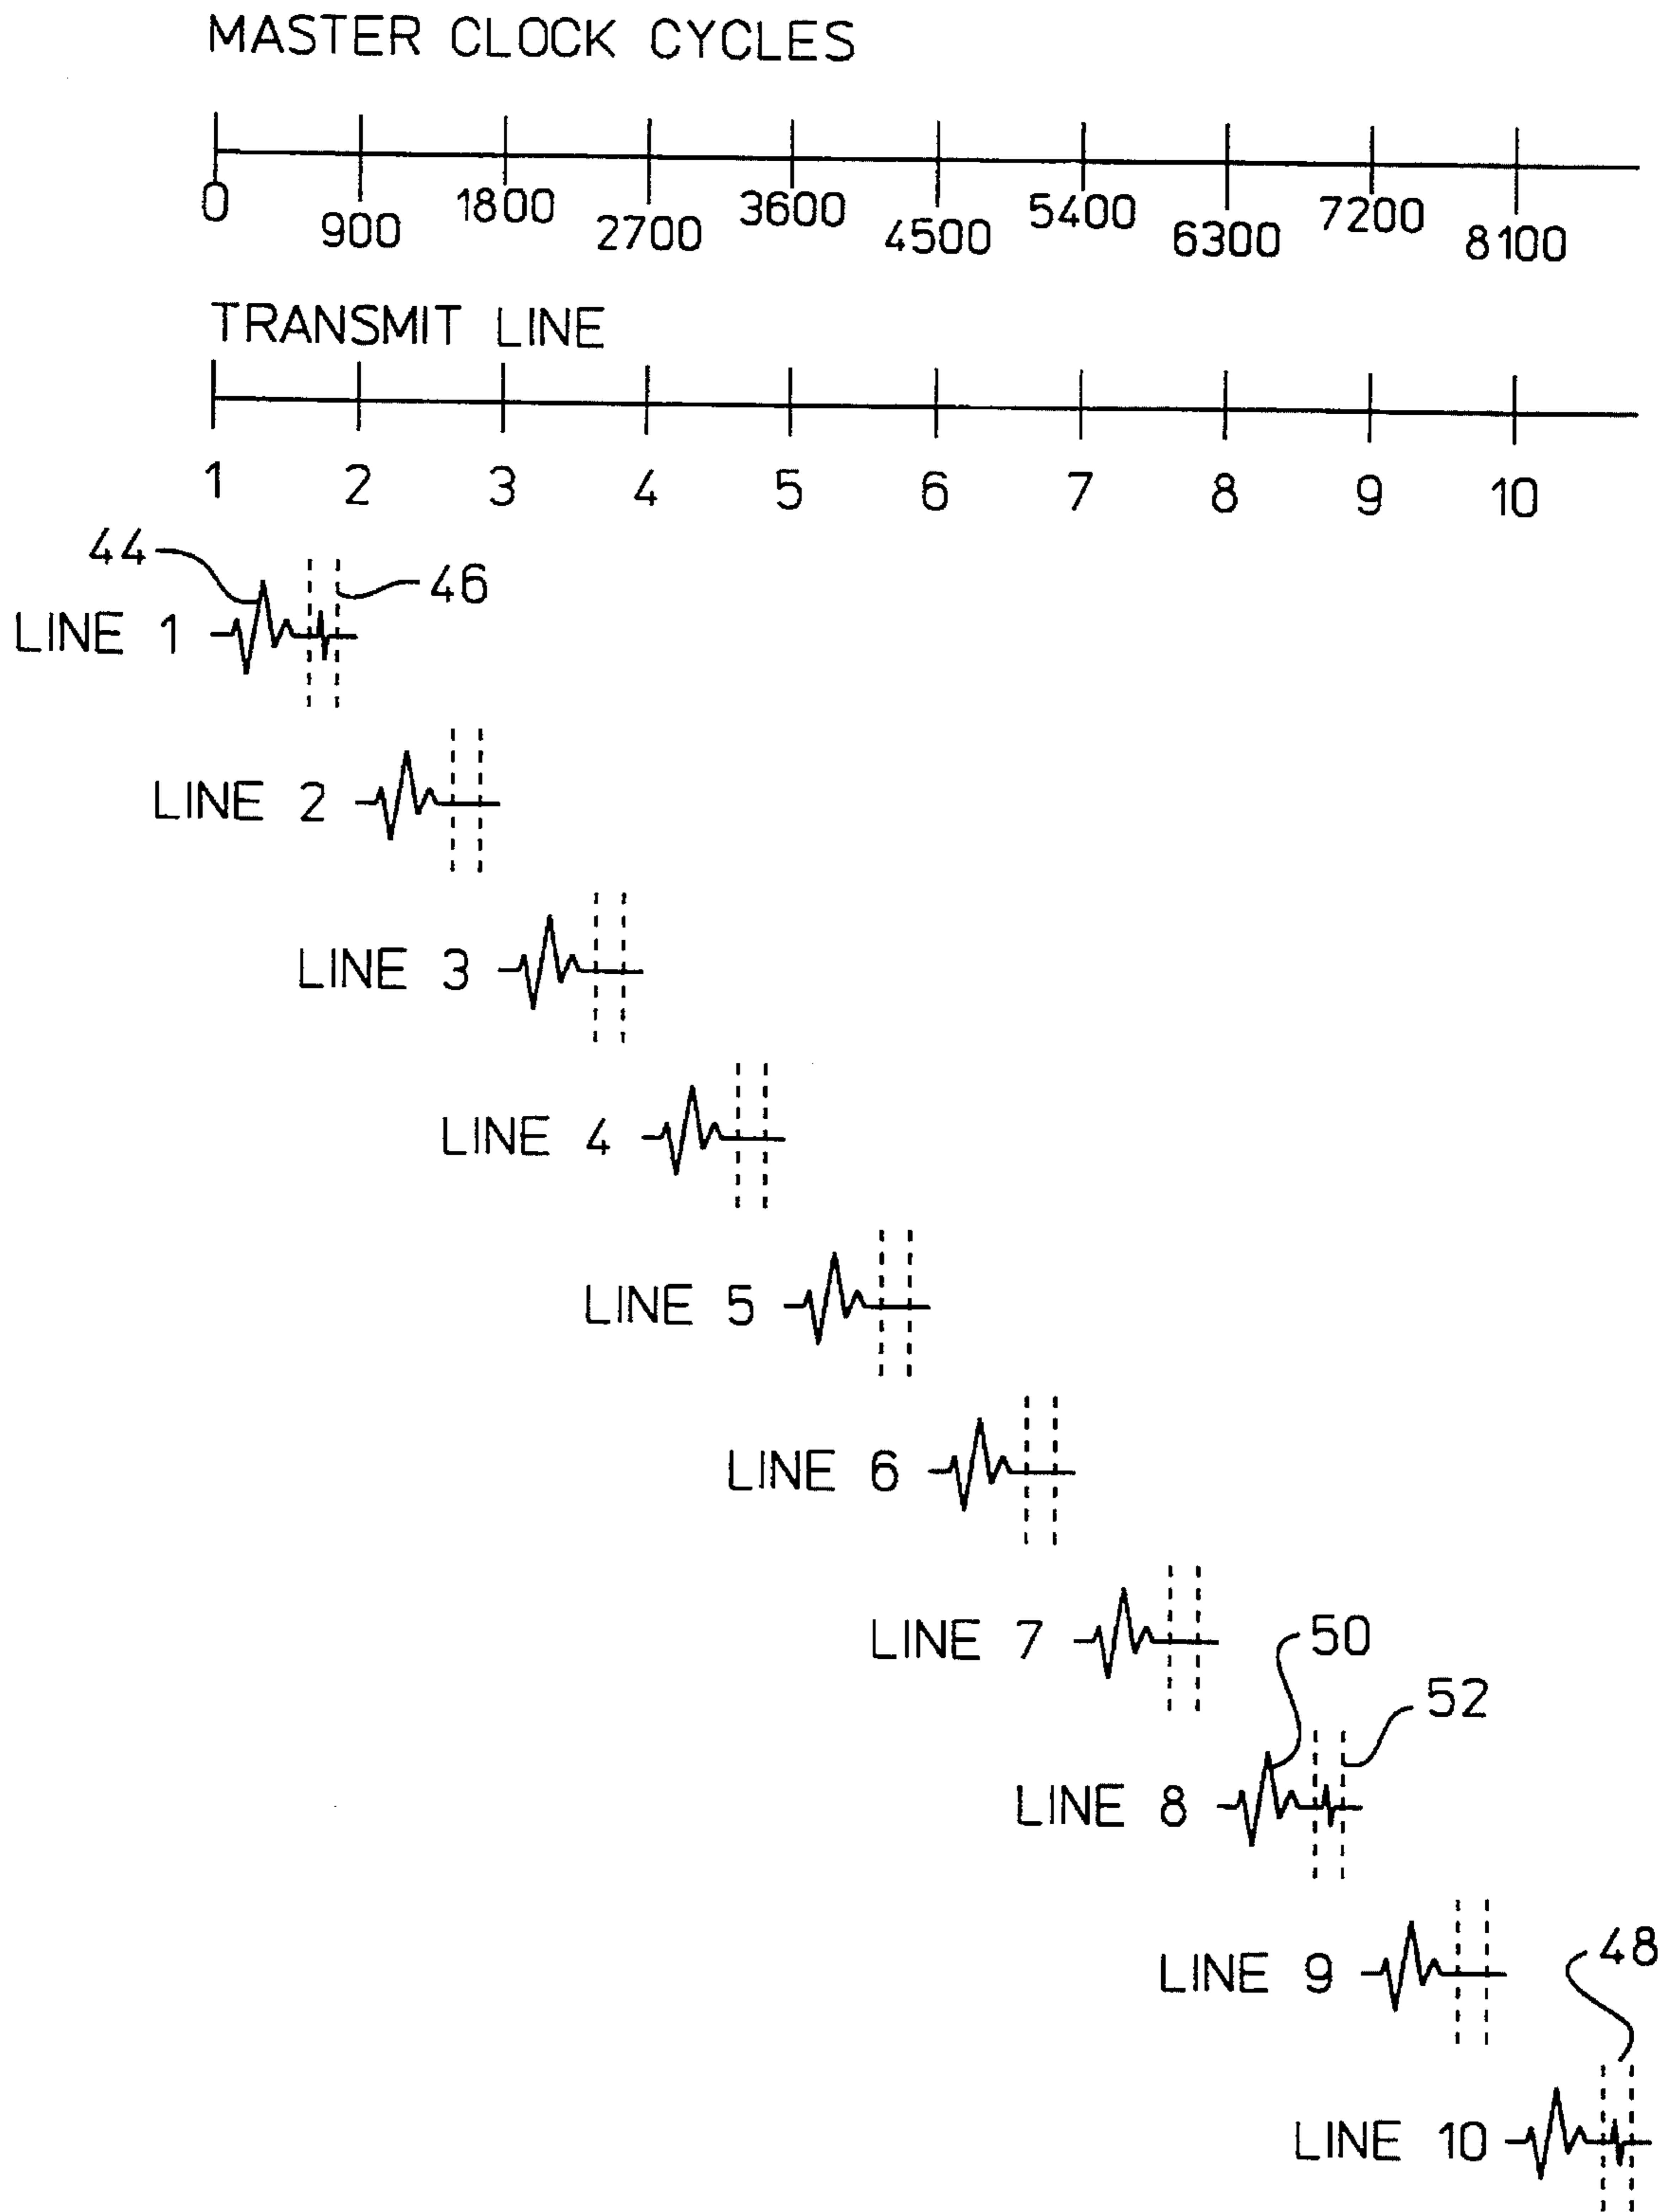 MASTER CLOCK CYCLES
0 900 1800 2700 3600 4500 5400 6300 7200 8100
TRANSMIT LINE
1 2 3 4 5 6 7 8 9 10
44
46
LINE 1
LINE 2
LINE 3
LINE 4
LINE 5
LINE 6
LINE 7
50
52
LINE 8
LINE 9
48
LINE 10